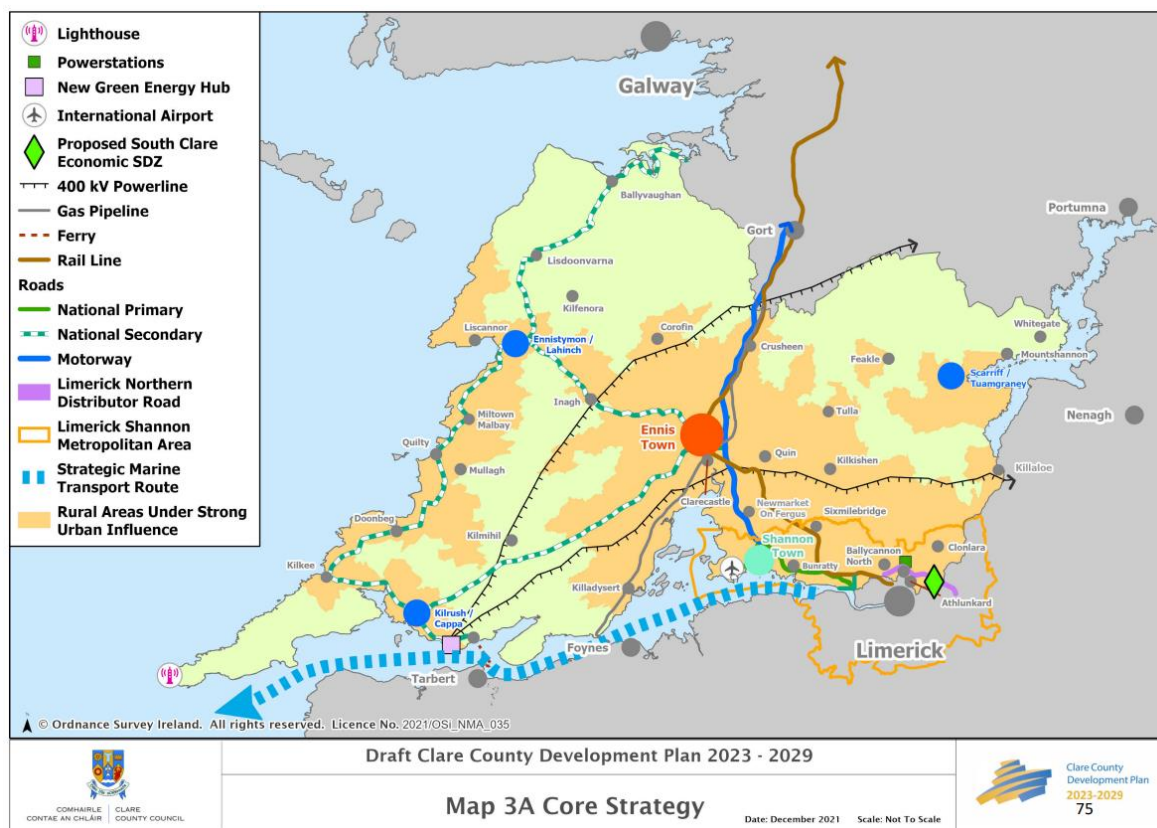 Lighthouse
Powerstations
New Green Energy Hub
International Airport
Proposed South Clare
Economic SDZ
400 kV Powerline
Gas Pipeline
Ferry
Rail Line
Roads
National Primary
National Secondary
Motorway
Limerick Northern
Distributor Road
Limerick Shannon
Metropolitan Area
Strategic Marine
Transport Route
Rural Areas Under Strong
Urban Influence
Galway
Ballyvaughan
Portumna
Gort
Lisdoonvarna
Kilfenora
Liscannor
Ennistymon /
Lahinch
Corofin
Crusheen
Whitegate
Mountshannon
Feakle
Scarriff /
Tuamgraney
Inagh
Miltown
Malbay
Tulla
Nenagh
Ennis
Town
Quilty
Mullagh
Quin
Kilkishen
Killaloe
Clarecastle
Newmarket
On Fergus
Sixmilebridge
Doonbeg
Kilmihil
Shannon
Town
Ballycannon
North
Clonlara
Bunratty
Kilkee
Killadysert
Athlunkard
Kilrush /
Cappa
Foynes
Limerick
Tarbert
© Ordnance Survey Ireland. All rights reserved. Licence No. 2021/OSi_NMA_035
COMHAIRLE
CONTAE AN CHLÁIR
CLARE
COUNTY COUNCIL
Draft Clare County Development Plan 2023 - 2029
Map 3A Core Strategy
Date: December 2021
Scale: Not To Scale
Clare County
Development Plan
2023-2029
75